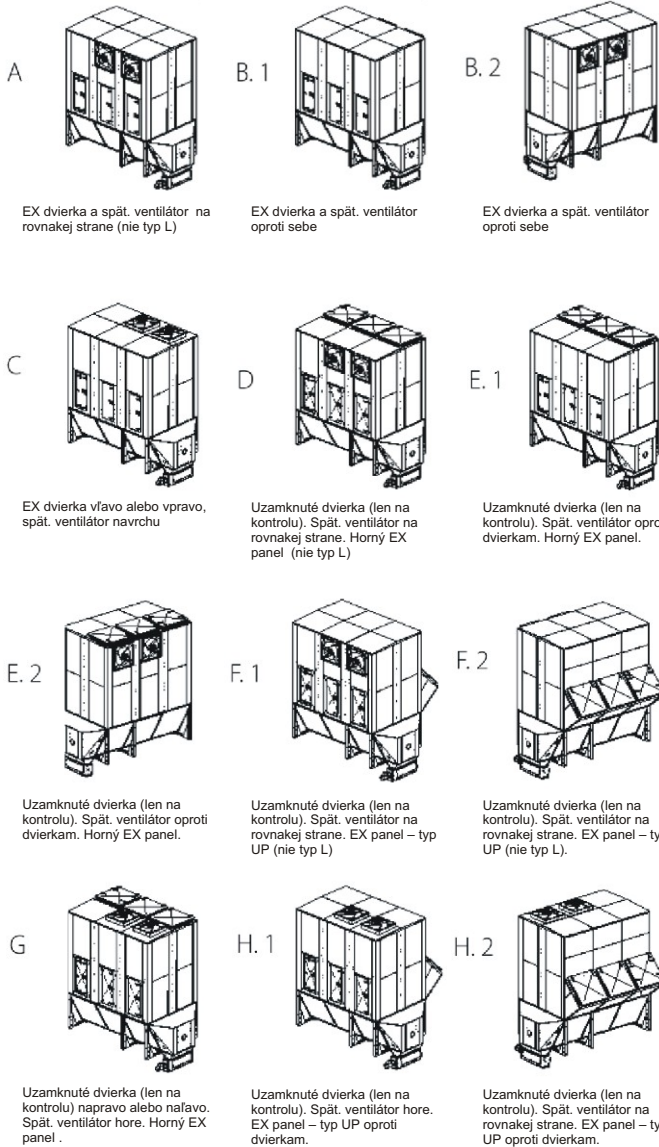 A
B. 1
B. 2
EX dvierka a spät. ventilátor na
rovnakej strane (nie typ L)
EX dvierka a spät. ventilátor
oproti sebe
EX dvierka a spät. ventilátor
oproti sebe
C
D
E. 1
EX dvierka vľavo alebo vpravo,
spät. ventilátor navrchu
Uzamknuté dvierka (len na
kontrolu). Spät. ventilátor na
rovnakej strane. Horný EX
panel (nie typ L)
Uzamknuté dvierka (len na
kontrolu). Spät. ventilátor
dvierkam. Horný EX panel.
E. 2
F. 1
F. 2
Uzamknuté dvierka (len na
kontrolu). Spät. ventilátor oproti
dvierkam. Horný EX panel.
Uzamknuté dvierka (len na
kontrolu). Spät. ventilátor na
rovnakej strane. EX panel – typ
UP (nie typ L)
Uzamknuté dvierka (len na
kontrolu). Spät. ventilátor na
rovnakej strane. EX panel –
UP (nie typ L).
G
H. 1
H. 2
Uzamknuté dvierka (len na
kontrolu) napravo alebo naľavo.
Spät. ventilátor hore. Horný EX
panel .
Uzamknuté dvierka (len na
kontrolu). Spät. ventilátor hore.
EX panel – typ UP oproti
dvierkam.
Uzamknuté dvierka (len na
kontrolu). Spät. ventilátor na
rovnakej strane. EX panel –
UP oproti dvierkam.